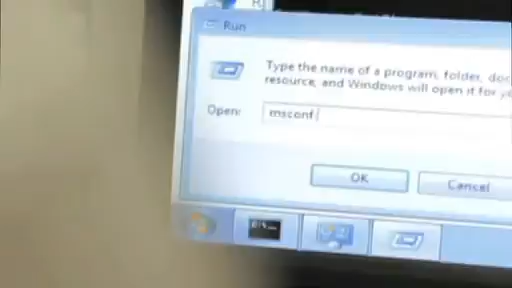 Run
Type the name of a program, folder, doc
resource, and Windows will open it for yo
Open:
msconf
OK
Cancel